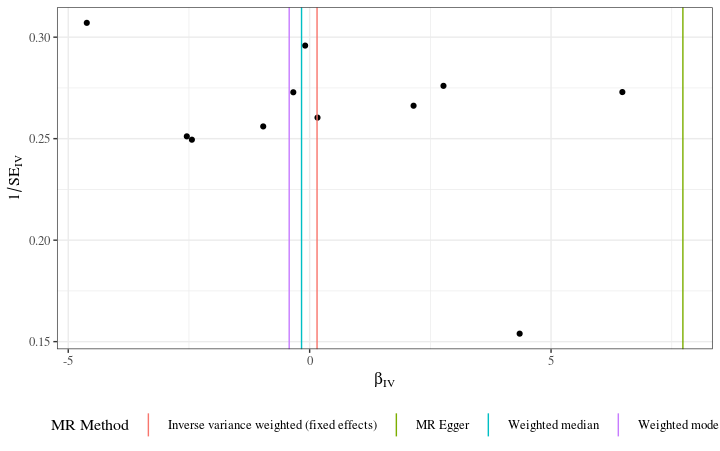 0.30
0.25
0.20
0.15
1/SE_IV
-5 0 5
β_IV
MR Method Inverse variance weighted (fixed effects) MR Egger Weighted median Weighted mode